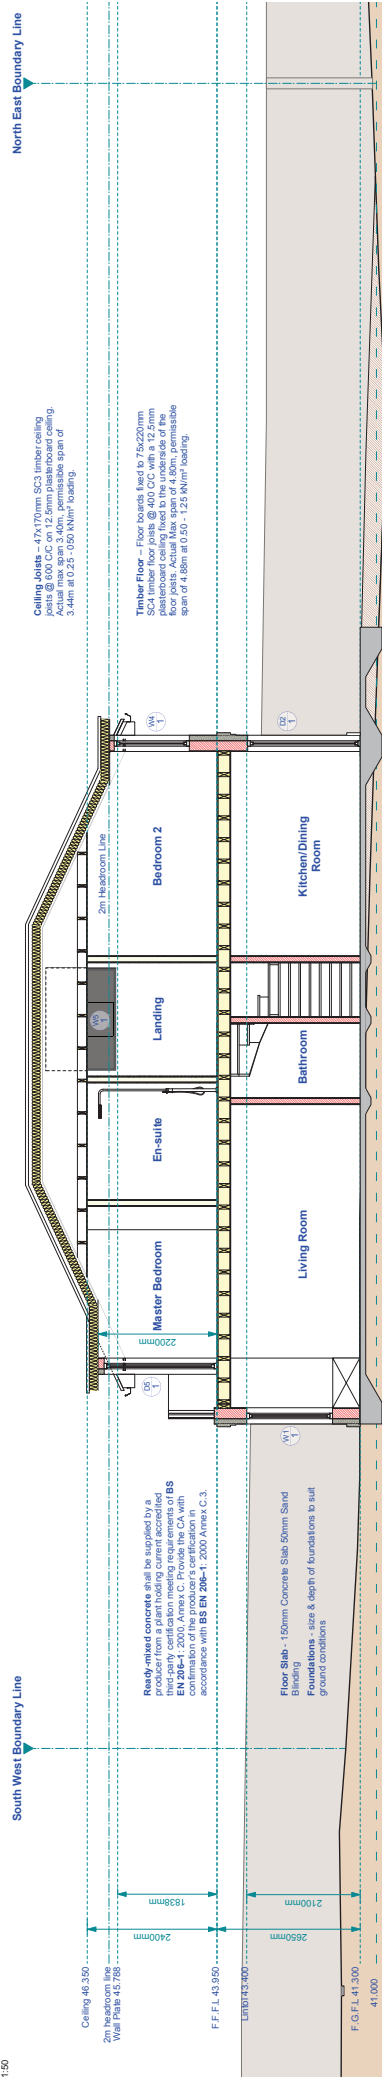 1:50
South West Boundary Line
North East Boundary Line
Ceiling 46.350
2m headroom line
Wall Plate 45.788
F.F.F.L 43.950
Lintol 43.400
F.G.F.L 41.300
41.000
2400mm
1838mm
2650mm
2100mm
Ready-mixed concrete shall be supplied by a
producer from a plant holding current accredited
third-party certification meeting requirements of BS
EN 206–1: 2000, Annex C. Provide the CA with
confirmation of the producer's certification in
accordance with BS EN 206–1: 2000 Annex C.3.
Floor Slab - 150mm Concrete Slab 50mm Sand
Blinding
Foundations - size & depth of foundations to suit
ground conditions
D5
1
W1
1
2200mm
Master Bedroom
En-suite
Landing
W5
1
2m Headroom Line
Bedroom 2
Living Room
Bathroom
Kitchen/Dining
Room
W4
1
D2
1
Ceiling Joists – 47x170mm SC3 timber ceiling
joists @ 600 C/C on 12.5mm plasterboard ceiling.
Actual max span 3.40m, permissible span of
3.44m at 0.25 - 050 kN/m² loading.
Timber Floor – Floor boards fixed to 75x220mm
SC4 timber floor joists @ 400 C/C with a 12.5mm
plasterboard ceiling fixed to the underside of the
floor joists. Actual Max span of 4.80m, permissible
span of 4.88m at 0.50 - 1.25 kN/m² loading.